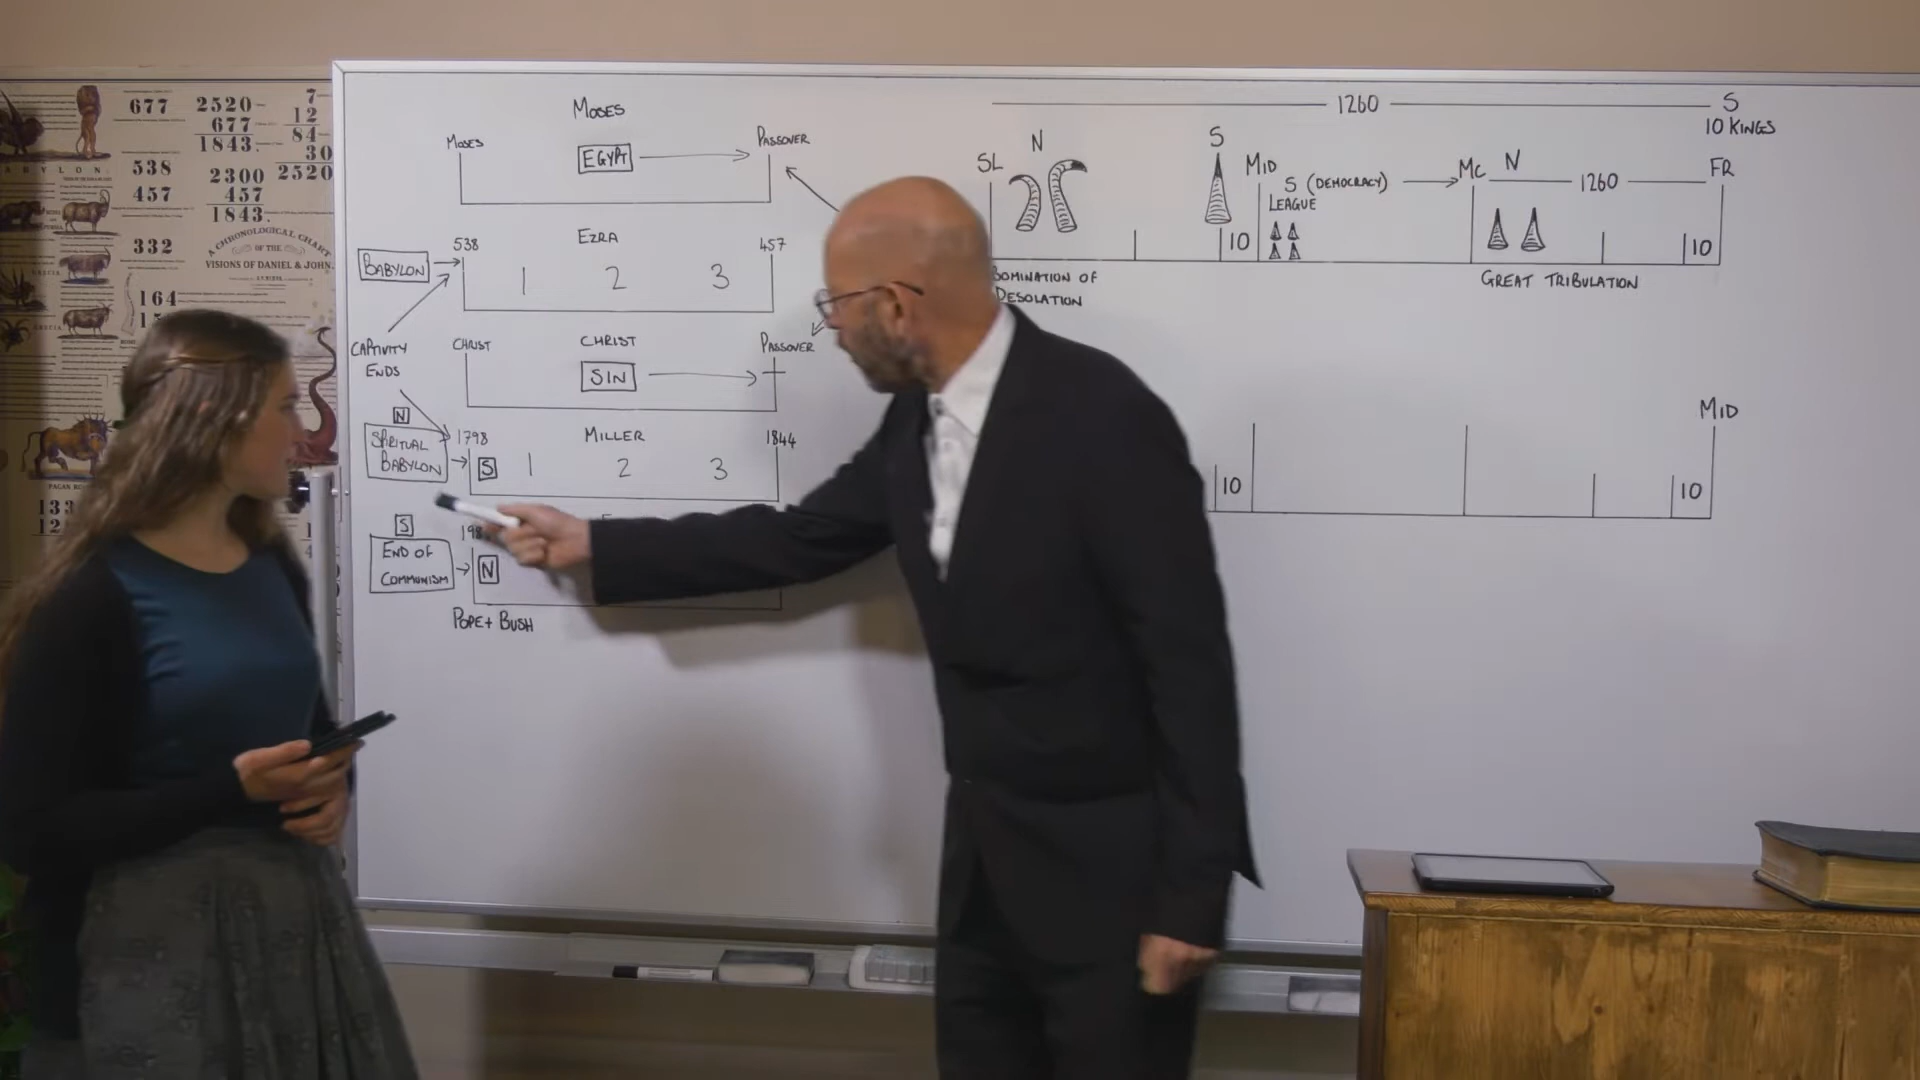 677
2520
677
1843.
7
12
84
30
2520
538
457
2300
457
1843.
332
A CHRONOLOGICAL CHART
OF THE
VISIONS OF DANIEL & JOHN
164
MOSES
MOSES
EGYPT
PASSOVER
538
EZRA
457
BABYLON
1 2 3
CAPTIVITY
ENDS
CHRIST
CHRIST
PASSOVER
SIN
N
1798
MILLER
1844
SPRITUAL
BABYLON
S
1 2 3
S
END OF
COMMUNISM
N
POPE + BUSH
1260
S
10 KINGS
SL
N
S
MID
S (DEMOCRACY)
LEAGUE
MC
N
1260
FR
10
10
DESOLATION
GREAT TRIBULATION
MID
10
10